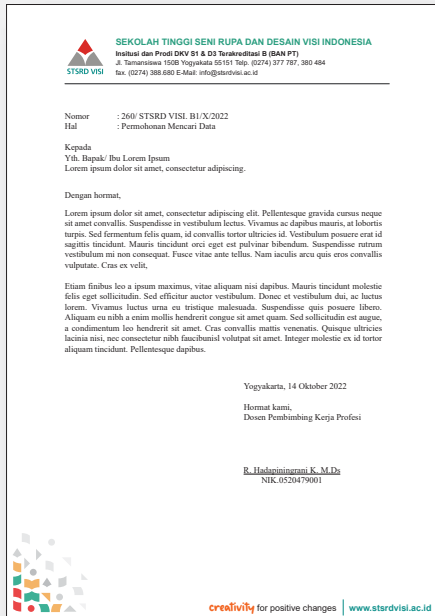 SEKOLAH TINGGI SENI RUPA DAN DESAIN VISI INDONESIA
Insitusi dan Prodi DKV S1 & D3 Terakreditasi B (BAN PT)
Jl. Tamansiswa 150B Yogyakata 55151 Telp. (0274) 377 787, 380 484
fax. (0274) 388.680 E-Mail: info@stsrdvisi.ac.id
STSRD VISI
Nomor : 260/ STSRD VISI. B1/X/2022
Hal : Permohonan Mencari Data
Kepada
Yth. Bapak/ Ibu Lorem Ipsum
Lorem ipsum dolor sit amet, consectetur adipiscing.
Dengan hormat,
Lorem ipsum dolor sit amet, consectetur adipiscing elit. Pellentesque gravida cursus neque
sit amet convallis. Suspendisse in vestibulum lectus. Vivamus ac dapibus mauris, at lobortis
turpis. Sed fermentum felis quam, id convallis tortor ultricies id. Vestibulum posuere erat id
sagittis tincidunt. Mauris tincidunt orci eget est pulvinar bibendum. Suspendisse rutrum
vestibulum mi non consequat. Fusce vitae ante tellus. Nam iaculis arcu quis eros convallis
vulputate. Cras ex velit,
Etiam finibus leo a ipsum maximus, vitae aliquam nisi dapibus. Mauris tincidunt molestie
felis eget sollicitudin. Sed efficitur auctor vestibulum. Donec et vestibulum dui, ac luctus
lorem. Vivamus luctus urna eu tristique malesuada. Suspendisse quis posuere libero.
Aliquam eu nibh a enim mollis hendrerit congue sit amet quam. Sed sollicitudin est augue,
a condimentum leo hendrerit sit amet. Cras convallis mattis venenatis. Quisque ultricies
lacinia nisi, nec consectetur nibh faucibunisl volutpat sit amet. Integer molestie ex id tortor
aliquam tincidunt. Pellentesque dapibus.
Yogyakarta, 14 Oktober 2022
Hormat kami,
Dosen Pembimbing Kerja Profesi
R. Hadapiningrani K. M.Ds
NIK.0520479001
creativity for positive changes | www.stsrdvisi.ac.id